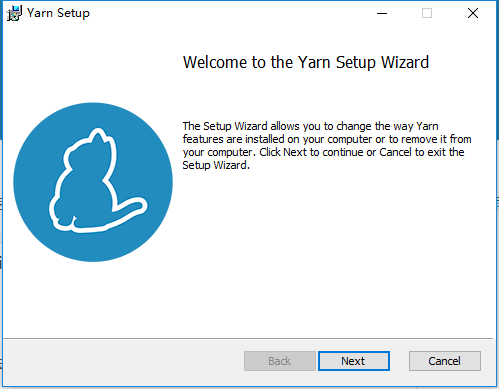 Yarn Setup
Welcome to the Yarn Setup Wizard
The Setup Wizard allows you to change the way Yarn
features are installed on your computer or to remove it from
your computer. Click Next to continue or Cancel to exit the
Setup Wizard.
Back
Next
Cancel